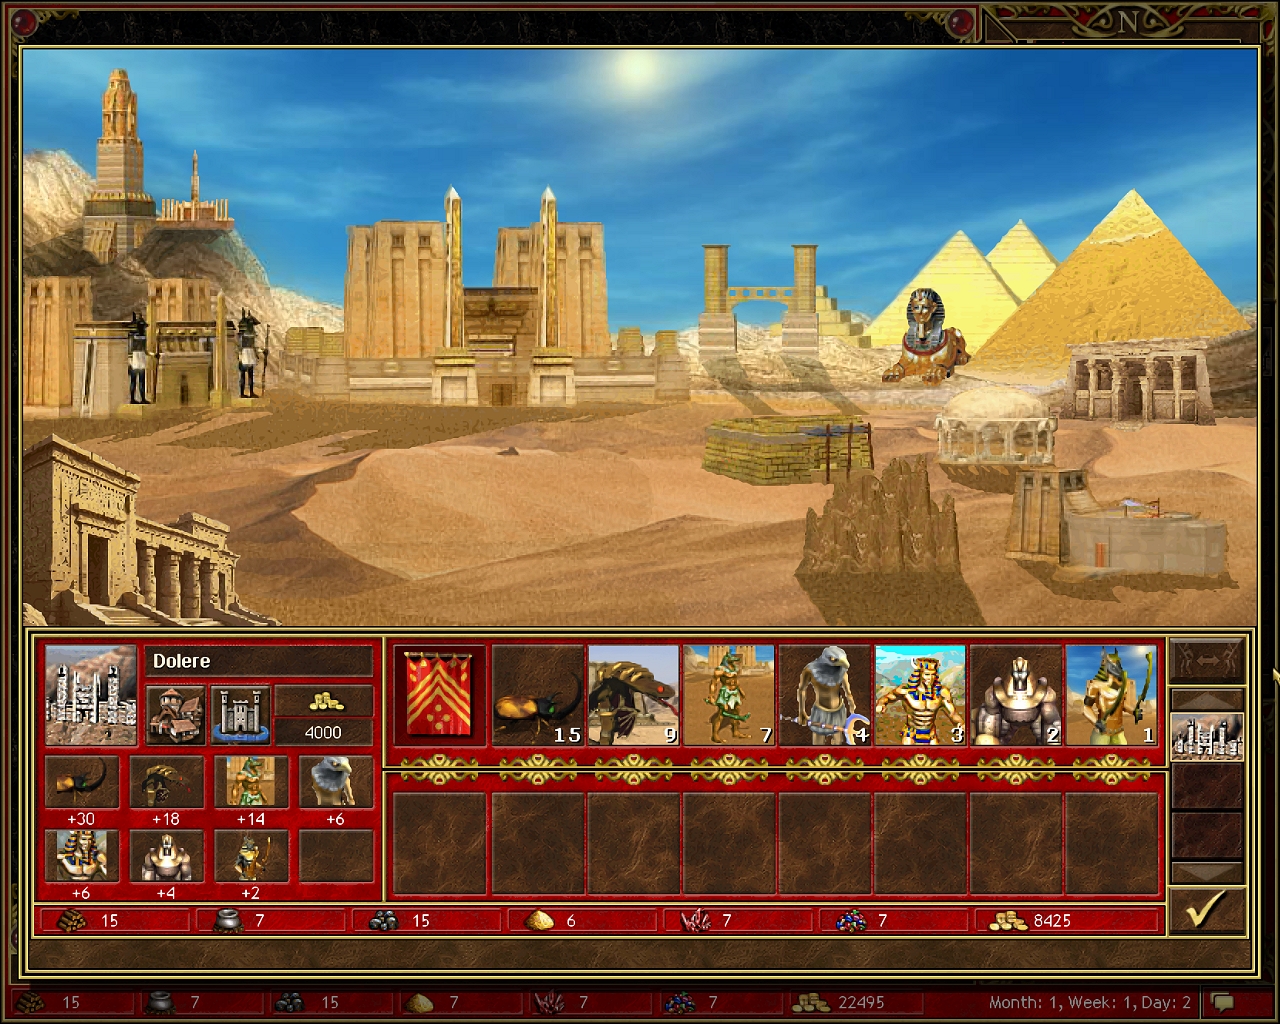 N
Dolere
4000
15 9 7 4 3 2 1
+30 +18 +14 +6
+6 +4 +2
15 7 15 6 7 7 8425
15 7 15 7 7 7 22495 Month: 1, Week: 1, Day: 2